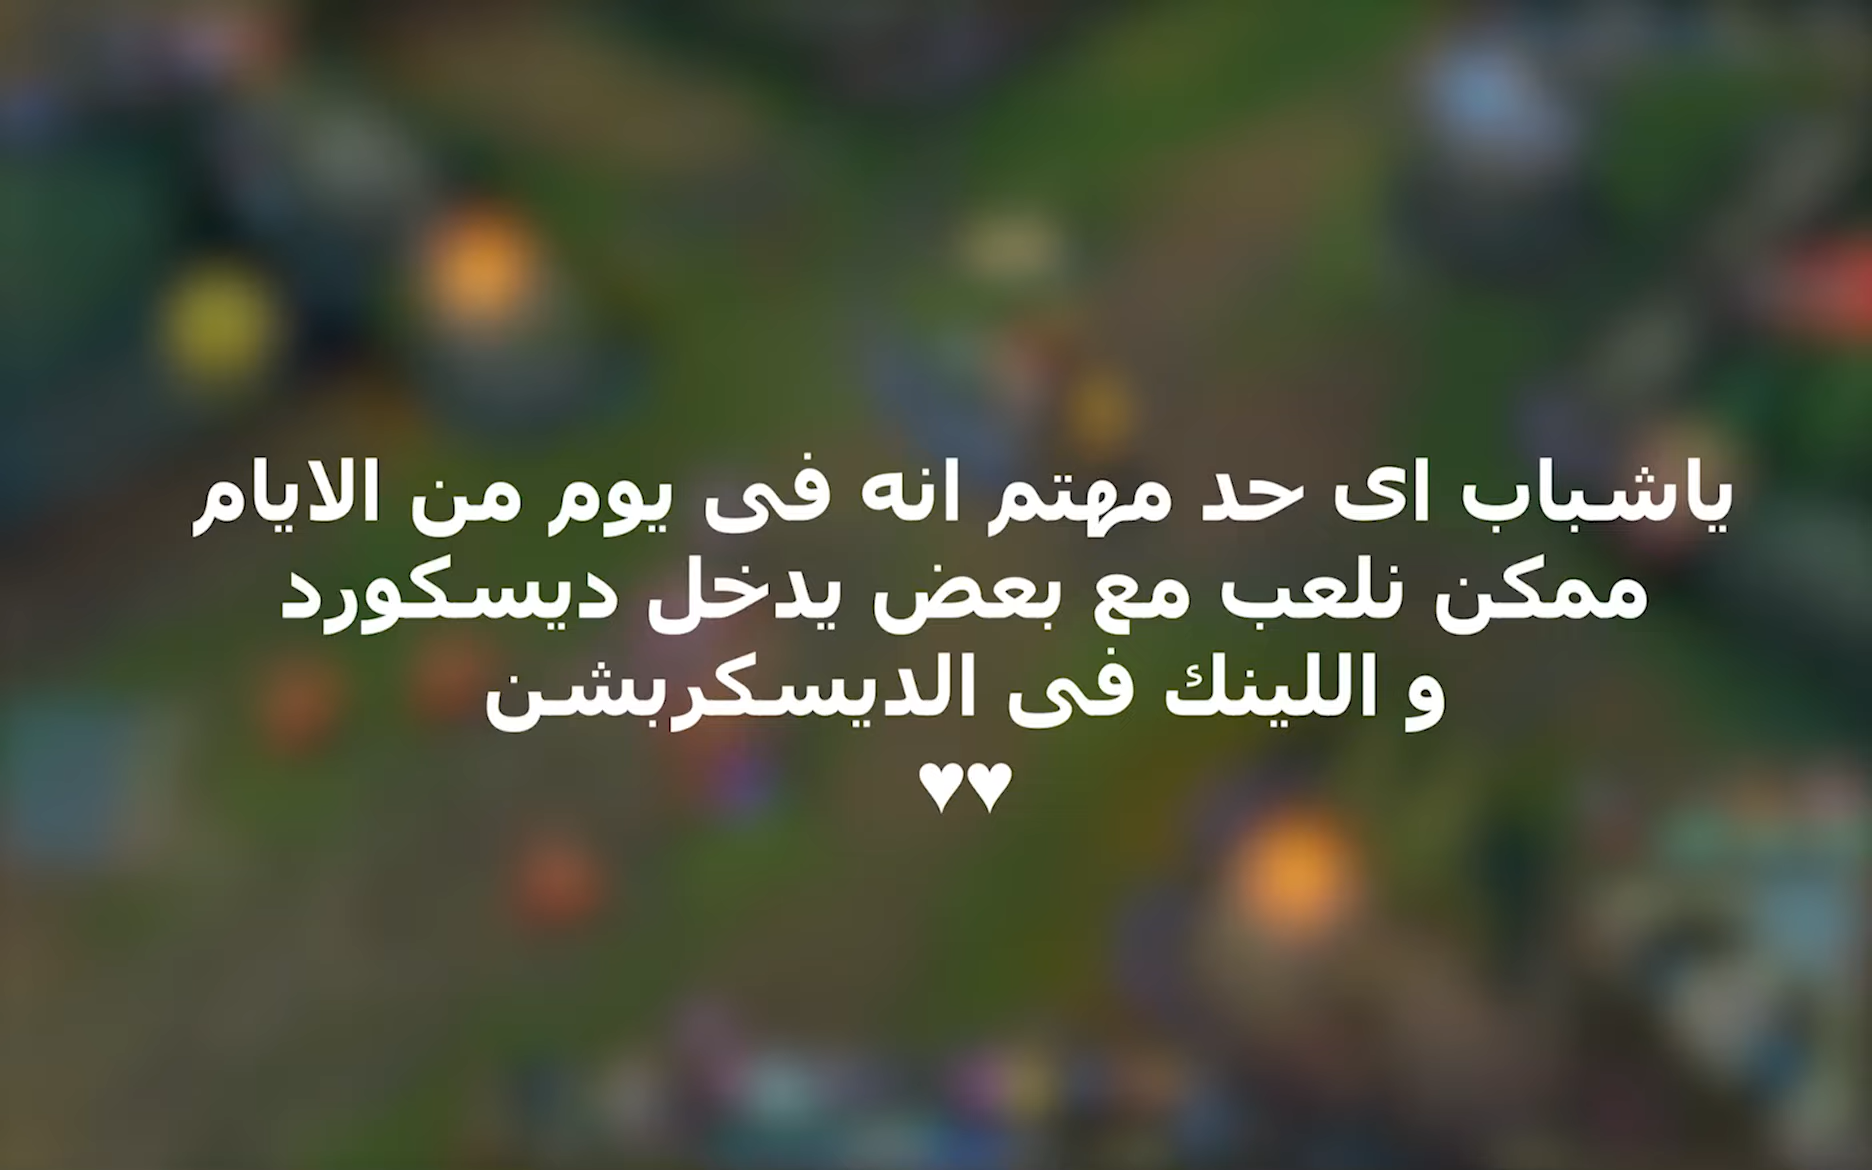 ياشباب اى حد مهتم انه فى يوم من الايام
ممكن نلعب مع بعض يدخل ديسكورد
و اللينك فى الديسكربشن
♥♥